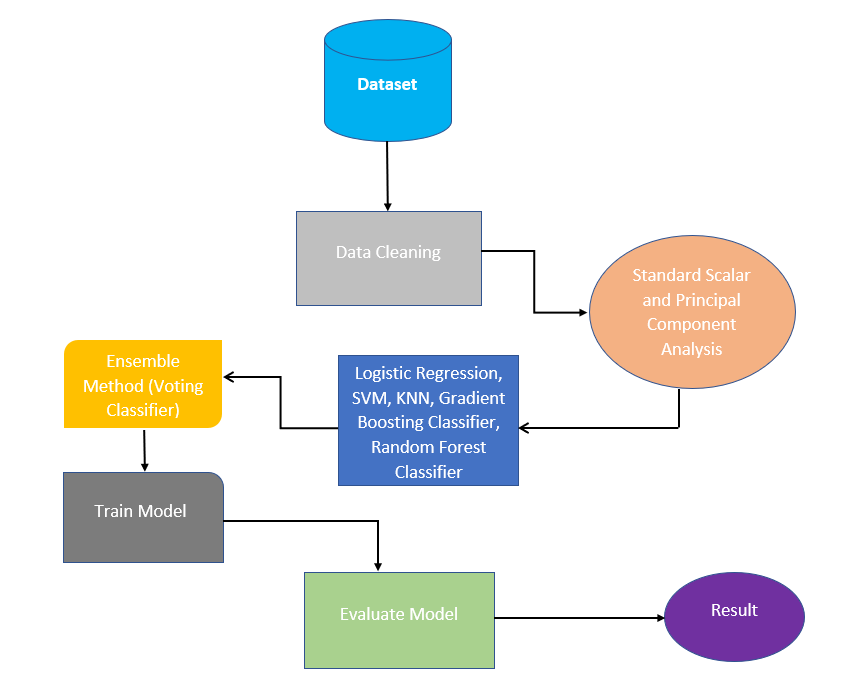 Dataset
Data Cleaning
Standard Scalar
and Principal
Component
Analysis
Logistic Regression,
SVM, KNN, Gradient
Boosting Classifier,
Random Forest
Classifier
Ensemble
Method (Voting
Classifier)
Train Model
Evaluate Model
Result